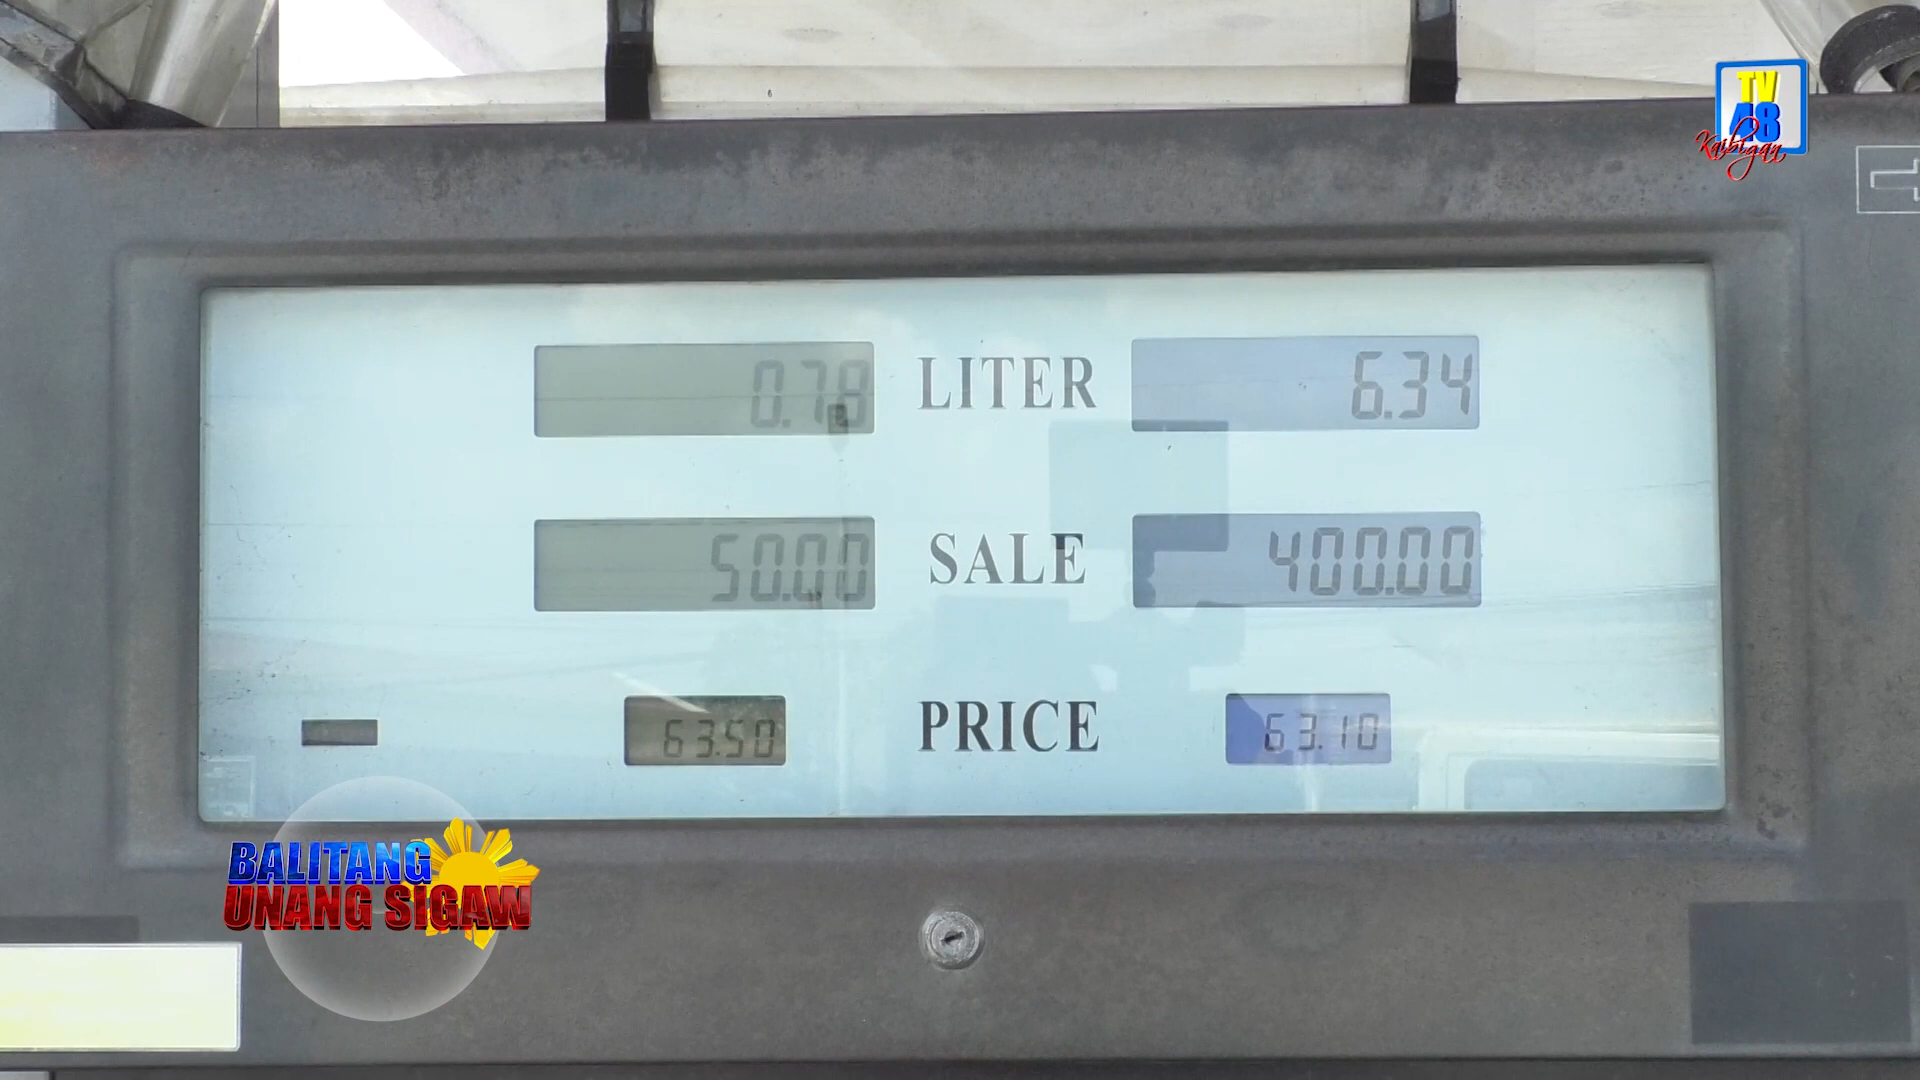 TV
48
Kaibigan
0.78 LITER 6.34
50.00 SALE 400.00
63.50 PRICE 63.10
BALITANG
UNANG SIGAW